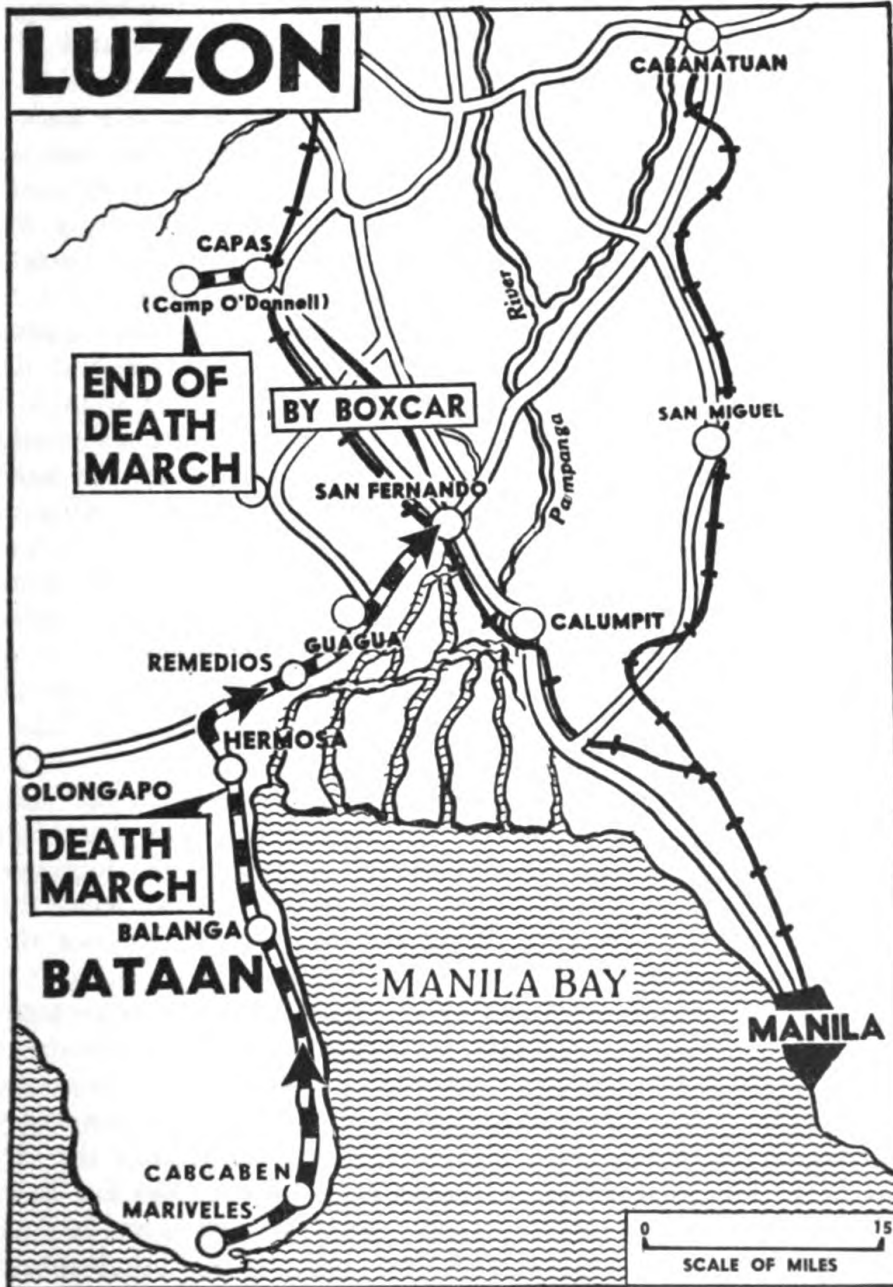 LUZON
CABANATUAN
CAPAS
(Camp O'Donnell)
River
END OF
DEATH
MARCH
BY BOXCAR
SAN MIGUEL
SAN FERNANDO
Pampanga
GUAGUA
CALUMPIT
REMEDIOS
HERMOSA
OLONGAPO
DEATH
MARCH
BALANGA
BATAAN
MANILA BAY
MANILA
CABCABEN
MARIVELES
0 15
SCALE OF MILES